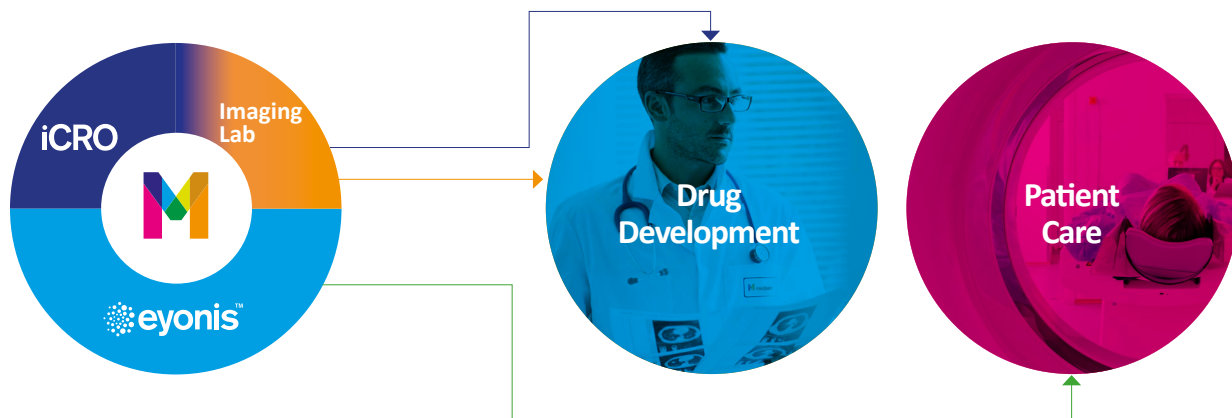 iCRO
Imaging
Lab
eyonis™
Drug
Development
Patient
Care